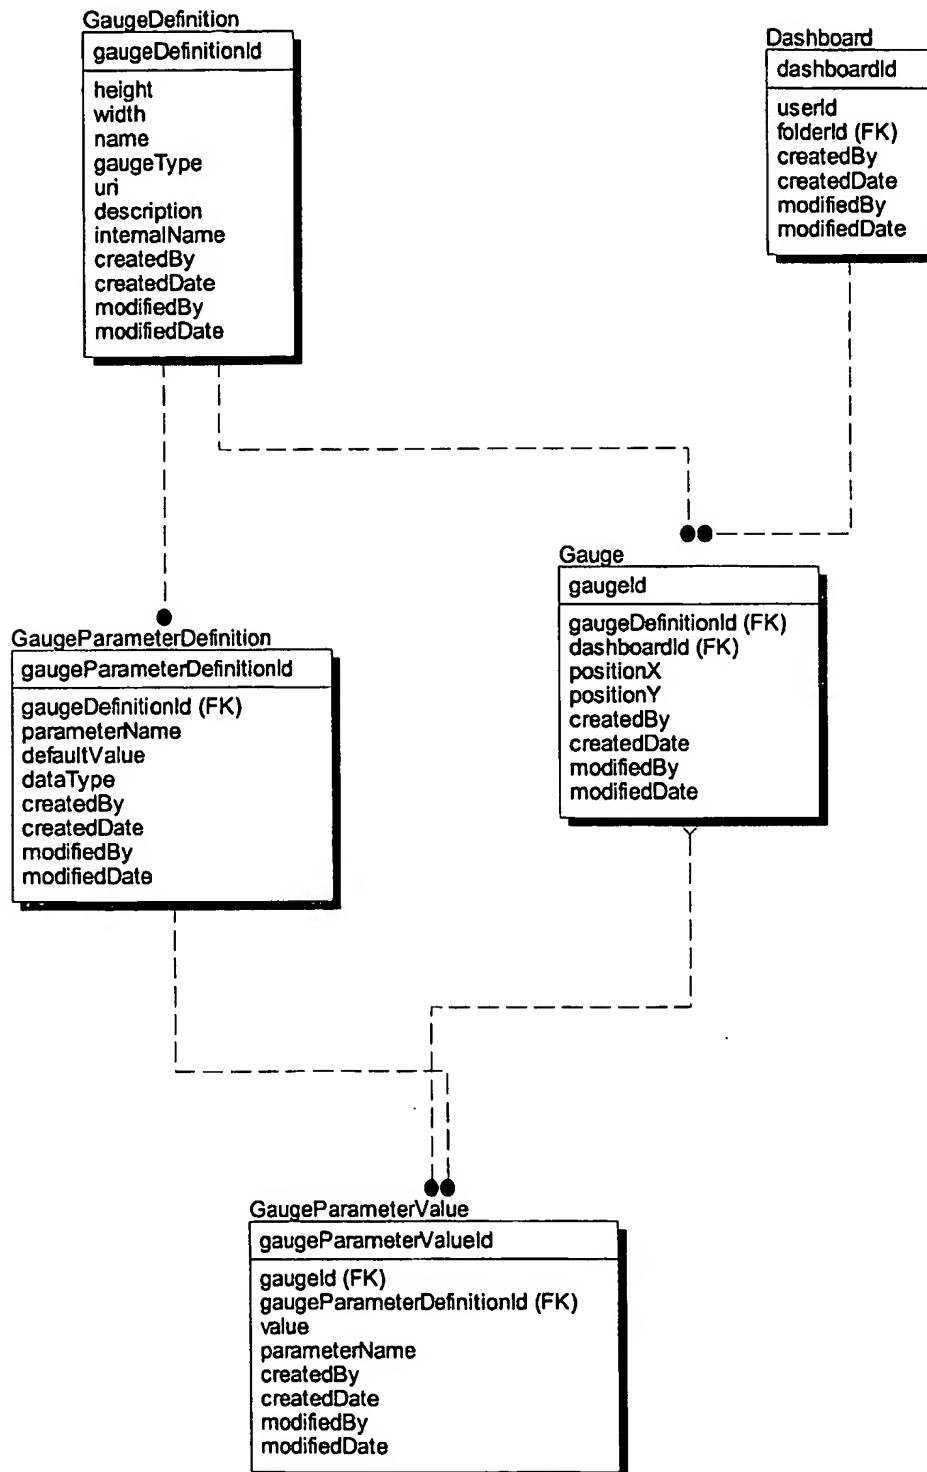 GaugeDefinition
gaugeDefinitionId
height
width
name
gaugeType
uri
description
internalName
createdBy
createdDate
modifiedBy
modifiedDate
Dashboard
dashboardId
userId
folderId (FK)
createdBy
createdDate
modifiedBy
modifiedDate
Gauge
gaugeId
gaugeDefinitionId (FK)
dashboardId (FK)
positionX
positionY
createdBy
createdDate
modifiedBy
modifiedDate
GaugeParameterDefinition
gaugeParameterDefinitionId
gaugeDefinitionId (FK)
parameterName
defaultValue
dataType
createdBy
createdDate
modifiedBy
modifiedDate
GaugeParameterValue
gaugeParameterValueId
gaugeId (FK)
gaugeParameterDefinitionId (FK)
value
parameterName
createdBy
createdDate
modifiedBy
modifiedDate